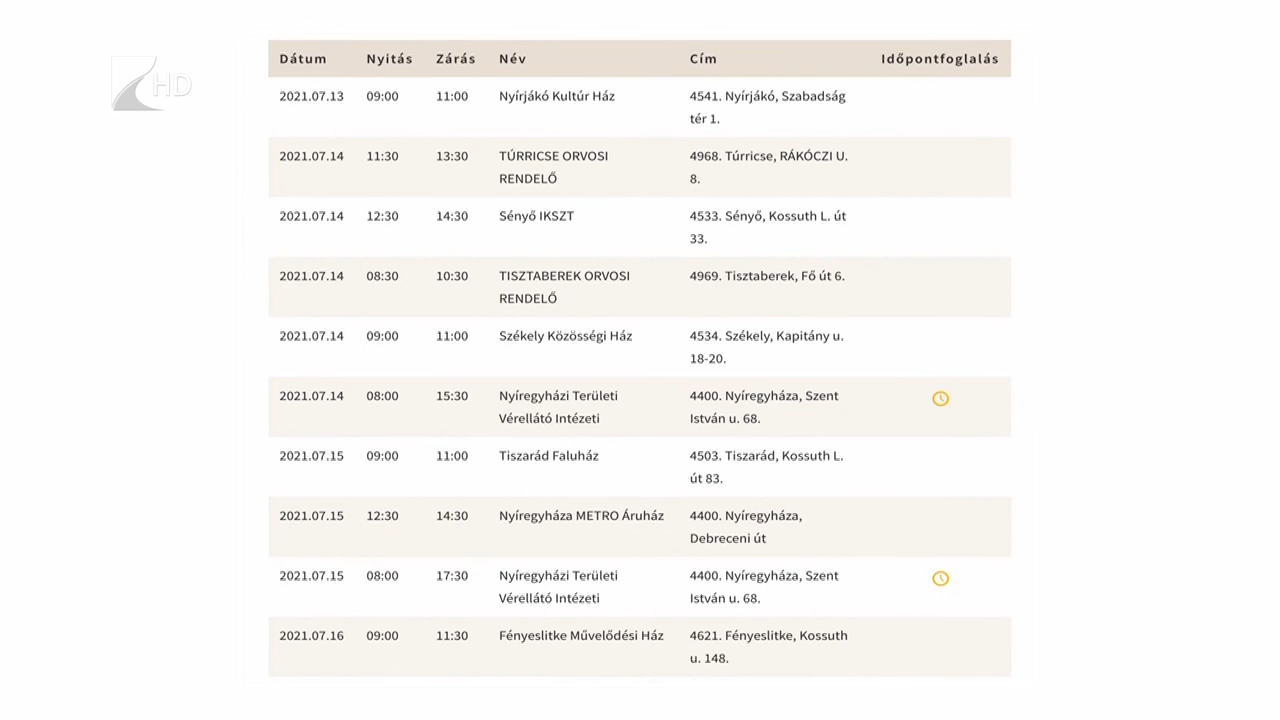 HD
Dátum Nyitás Zárás Név Cím Időpontfoglalás
2021.07.13 09:00 11:00 Nyírjákó Kultúr Ház 4541. Nyírjákó, Szabadság
tér 1.
2021.07.14 11:30 13:30 TÚRRICSE ORVOSI 4968. Túrricse, RÁKÓCZI U.
RENDELŐ 8.
2021.07.14 12:30 14:30 Sényő IKSZT 4533. Sényő, Kossuth L. út
33.
2021.07.14 08:30 10:30 TISZTABEREK ORVOSI 4969. Tisztaberek, Fő út 6.
RENDELŐ
2021.07.14 09:00 11:00 Székely Közösségi Ház 4534. Székely, Kapitány u.
18-20.
2021.07.14 08:00 15:30 Nyíregyházi Területi 4400. Nyíregyháza, Szent
Vérellátó Intézeti István u. 68.
2021.07.15 09:00 11:00 Tiszarád Faluház 4503. Tiszarád, Kossuth L.
út 83.
2021.07.15 12:30 14:30 Nyíregyháza METRO Áruház 4400. Nyíregyháza,
Debreceni út
2021.07.15 08:00 17:30 Nyíregyházi Területi 4400. Nyíregyháza, Szent
Vérellátó Intézeti István u. 68.
2021.07.16 09:00 11:30 Fényeslitke Művelődési Ház 4621. Fényeslitke, Kossuth
u. 148.